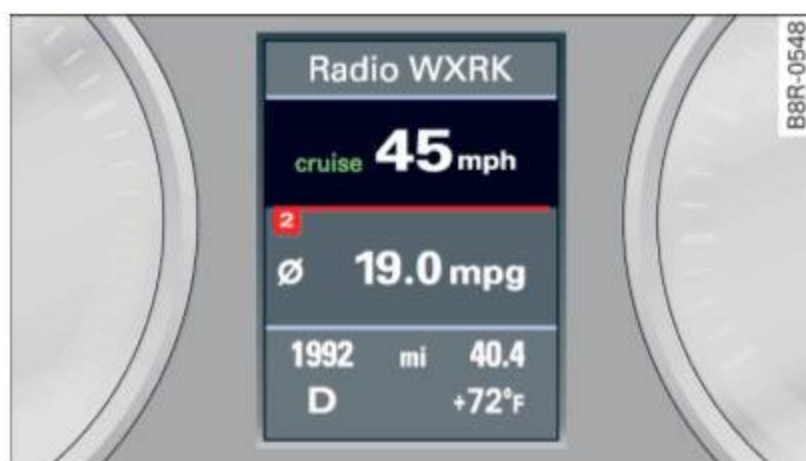 Radio WXRK
cruise 45 mph
2
Ø 19.0 mpg
1992 mi 40.4
D +72°F
B8R-0548